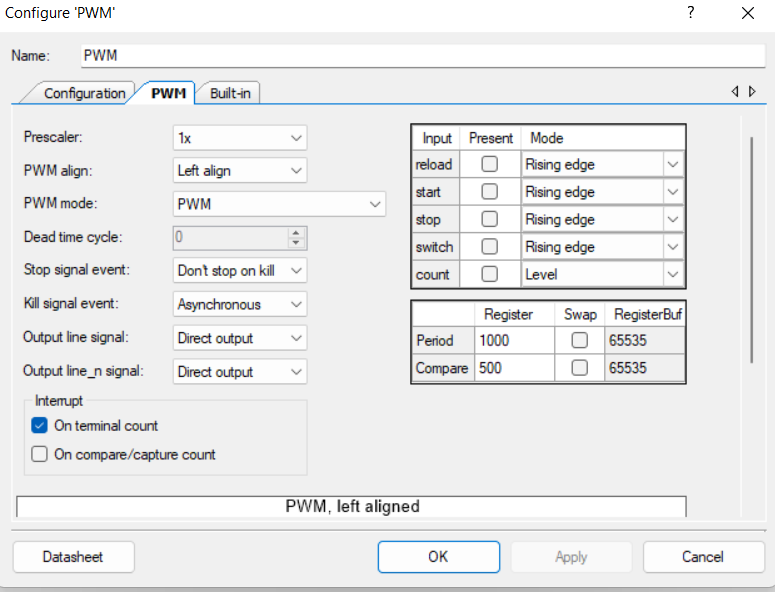 Configure 'PWM' ?
Name: PWM
Configuration PWM Built-in
Prescaler: 1x
PWM align: Left align
PWM mode: PWM
Dead time cycle: 0
Stop signal event: Don't stop on kill
Kill signal event: Asynchronous
Output line signal: Direct output
Output line_n signal: Direct output
Interrupt
On terminal count
On compare/capture count
Input Present Mode
reload Rising edge
start Rising edge
stop Rising edge
switch Rising edge
count Level
Register Swap RegisterBuf
Period 1000 65535
Compare 500 65535
PWM, left aligned
Datasheet OK Apply Cancel